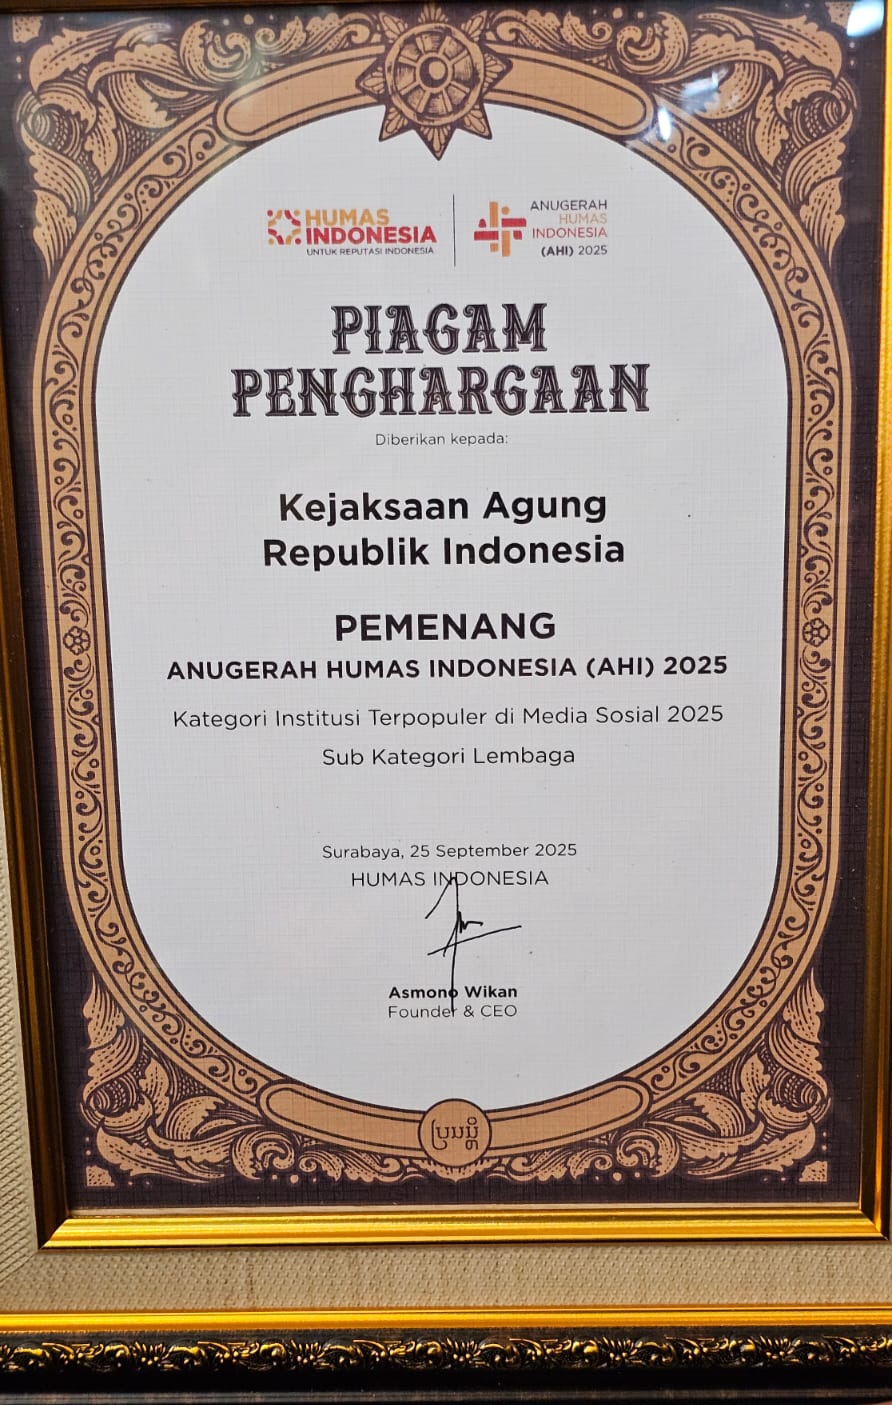 HUMAS
INDONESIA
UNTUK REPUTASI INDONESIA
ANUGERAH
HUMAS
INDONESIA
(AHI) 2025
PIAGAM
PENGHARGAAN
Diberikan kepada:
Kejaksaan Agung
Republik Indonesia
PEMENANG
ANUGERAH HUMAS INDONESIA (AHI) 2025
Kategori Institusi Terpopuler di Media Sosial 2025
Sub Kategori Lembaga
Surabaya, 25 September 2025
HUMAS INDONESIA
Asmono Wikan
Founder & CEO